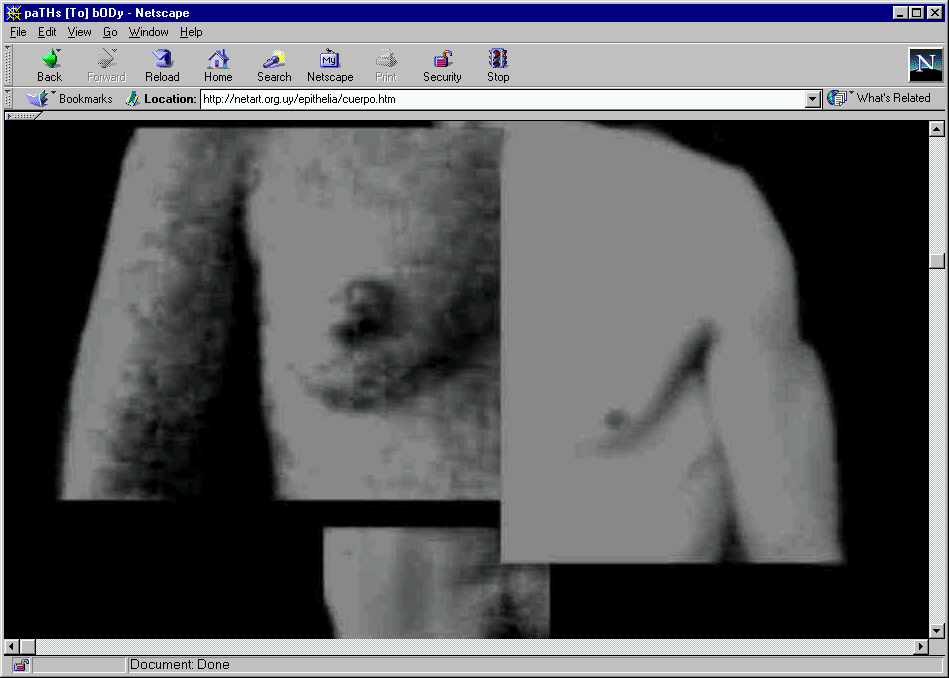 paTHs [To] bODy - Netscape
File Edit View Go Window Help
My
Back Forward Reload Home Search Netscape Print Security Stop
N
Bookmarks Location: http://netart.org.uy/epithelia/cuerpo.htm What's Related
Document: Done